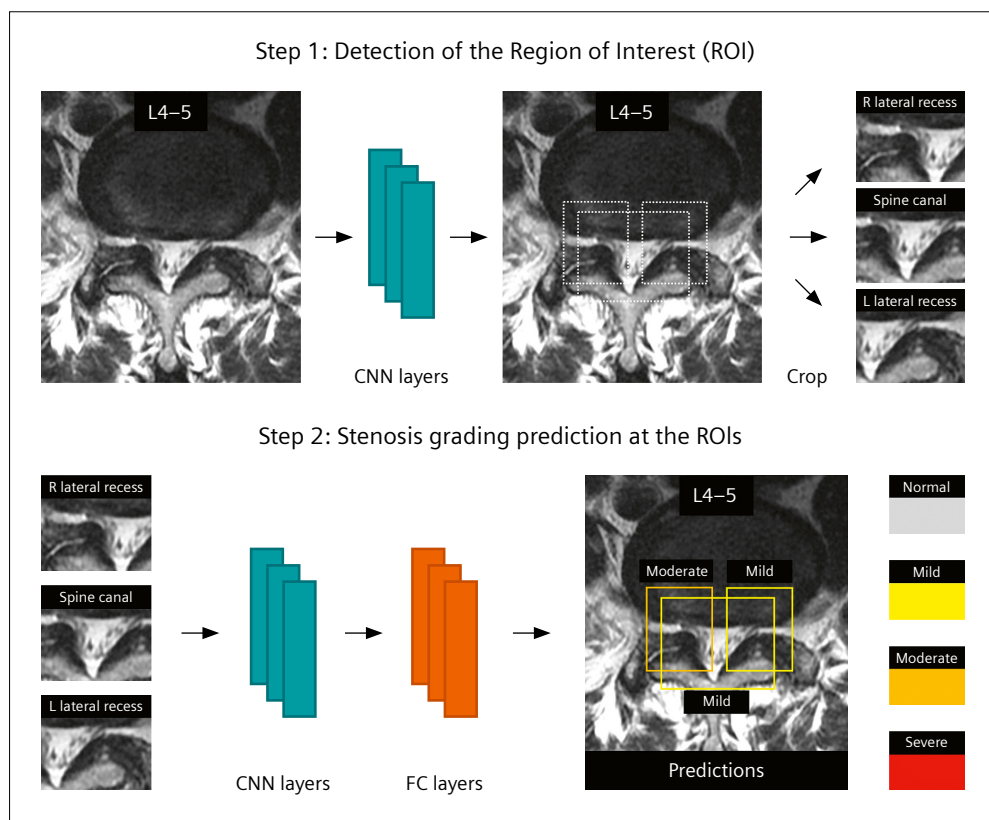 Step 1: Detection of the Region of Interest (ROI)
L4–5
L4–5
R lateral recess
Spine canal
L lateral recess
CNN layers
Crop
Step 2: Stenosis grading prediction at the ROIs
R lateral recess
Spine canal
L lateral recess
CNN layers
FC layers
L4–5
Moderate
Mild
Mild
Predictions
Normal
Mild
Moderate
Severe